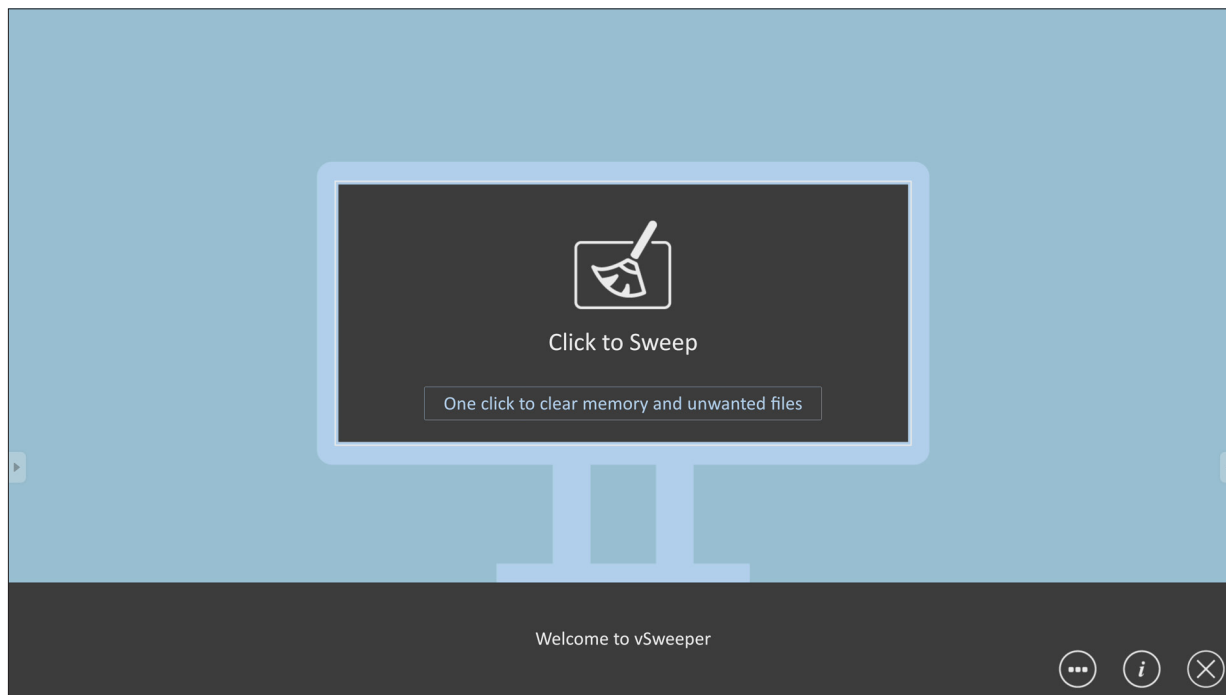 Click to Sweep
One click to clear memory and unwanted files
Welcome to vSweeper
i